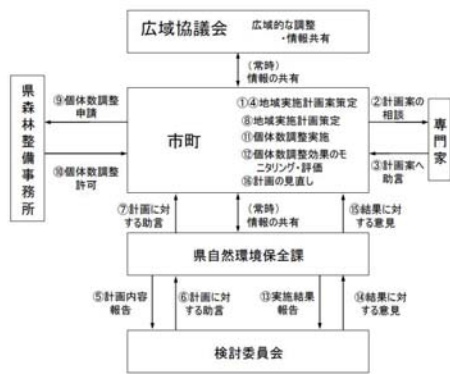 広域協議会
広域的な調整
・情報共有
(常時)
情報の共有
県森林整備事務所
⑨個体数調整
申請
⑩個体数調整
許可
市町
①④地域実施計画案策定
⑧地域実施計画策定
⑪個体数調整実施
⑫個体数調整効果のモ
ニタリング・評価
⑯計画の見直し
②計画案の
相談
③計画案へ
助言
専門家
⑦計画に対
する助言
(常時)
情報の共有
⑮結果に対
する意見
県自然環境保全課
⑤計画内容
報告
⑥計画に対
する助言
⑬実施結果
報告
⑭結果に対
する意見
検討委員会